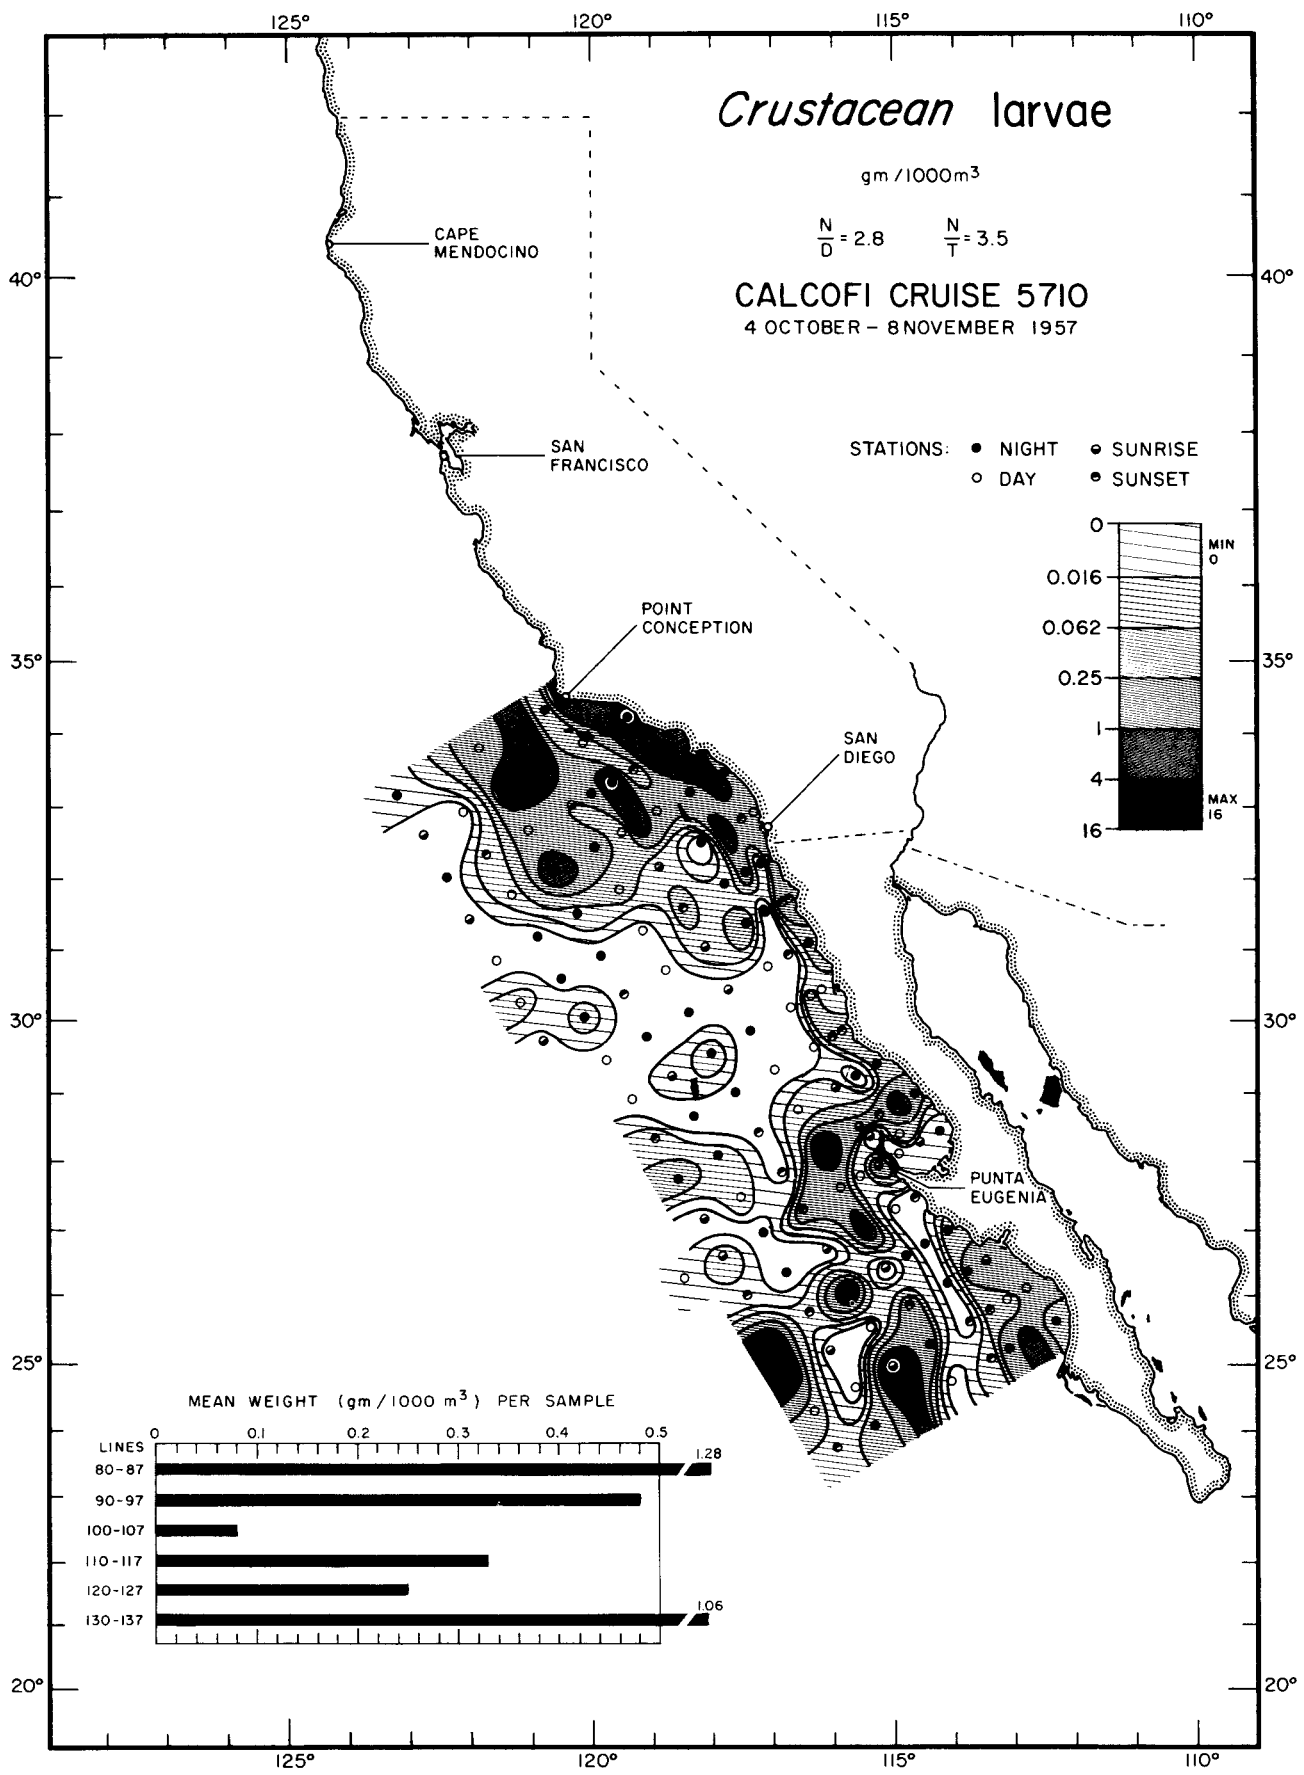 125° 120° 115° 110°
Crustacean larvae
gm/1000m³
N/D = 2.8 N/T = 3.5
CALCOFI CRUISE 5710
4 OCTOBER – 8 NOVEMBER 1957
CAPE
MENDOCINO
40° 40°
SAN
FRANCISCO
STATIONS: ● NIGHT SUNRISE
○ DAY SUNSET
0
MIN
0
0.016
0.062
0.25
1
4
MAX
16
16
POINT
CONCEPTION
35° 35°
SAN
DIEGO
30° 30°
PUNTA
EUGENIA
25° 25°
MEAN WEIGHT (gm/1000 m³) PER SAMPLE
LINES
0 0.1 0.2 0.3 0.4 0.5
80-87 1.28
90-97
100-107
110-117
120-127
130-137 1.06
20° 20°
125° 120° 115° 110°